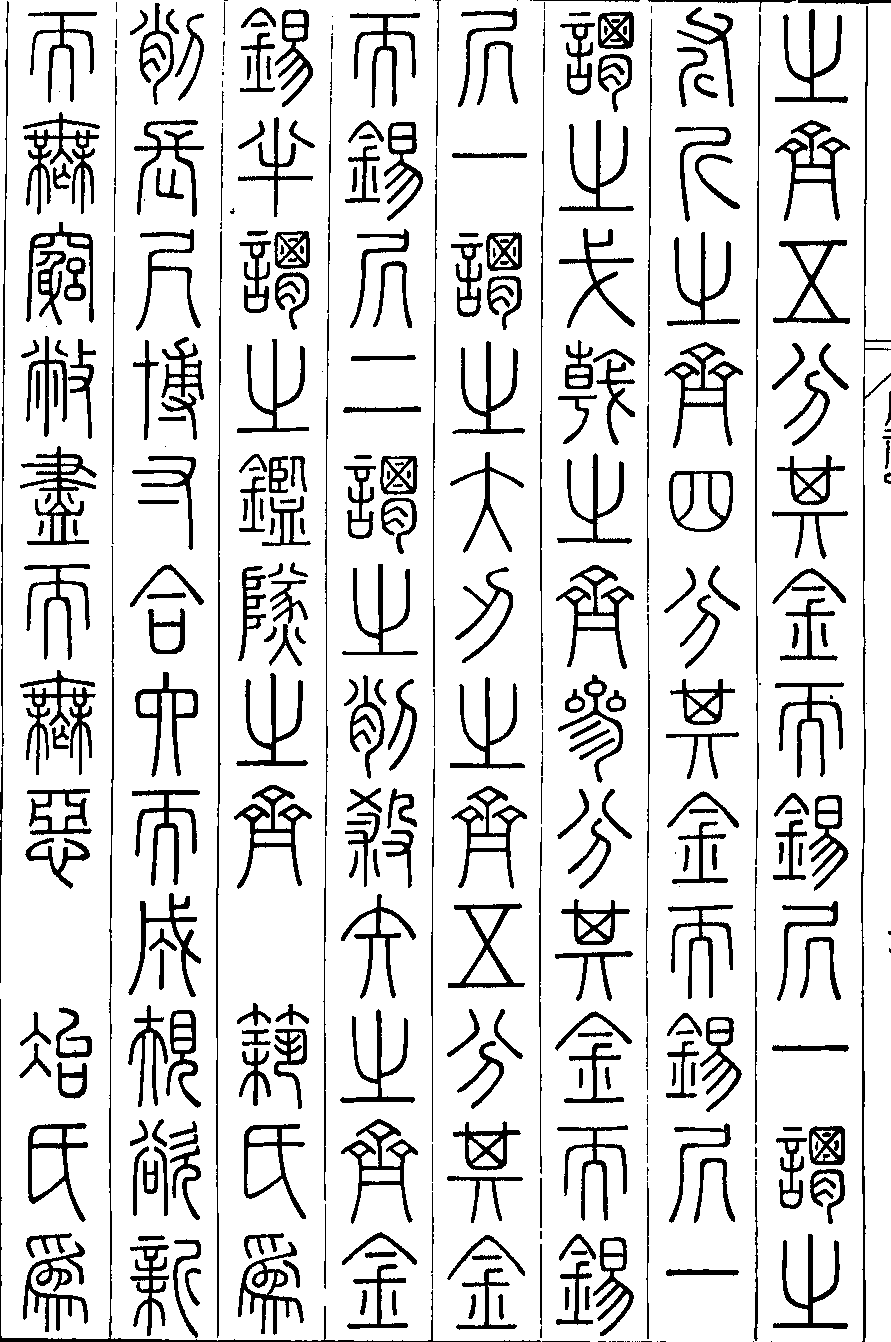 之齊五分其金而錫居一謂之
斧斤之齊四分其金而錫居一
謂之戈戟之齊參分其金而錫
居一謂之大刃之齊五分其金
而錫居二謂之削殺矢之齊金
錫半謂之鑑燧之齊　築氏爲
削長尺博寸合六而成規欲新
而無窮敝盡而無惡　冶氏爲